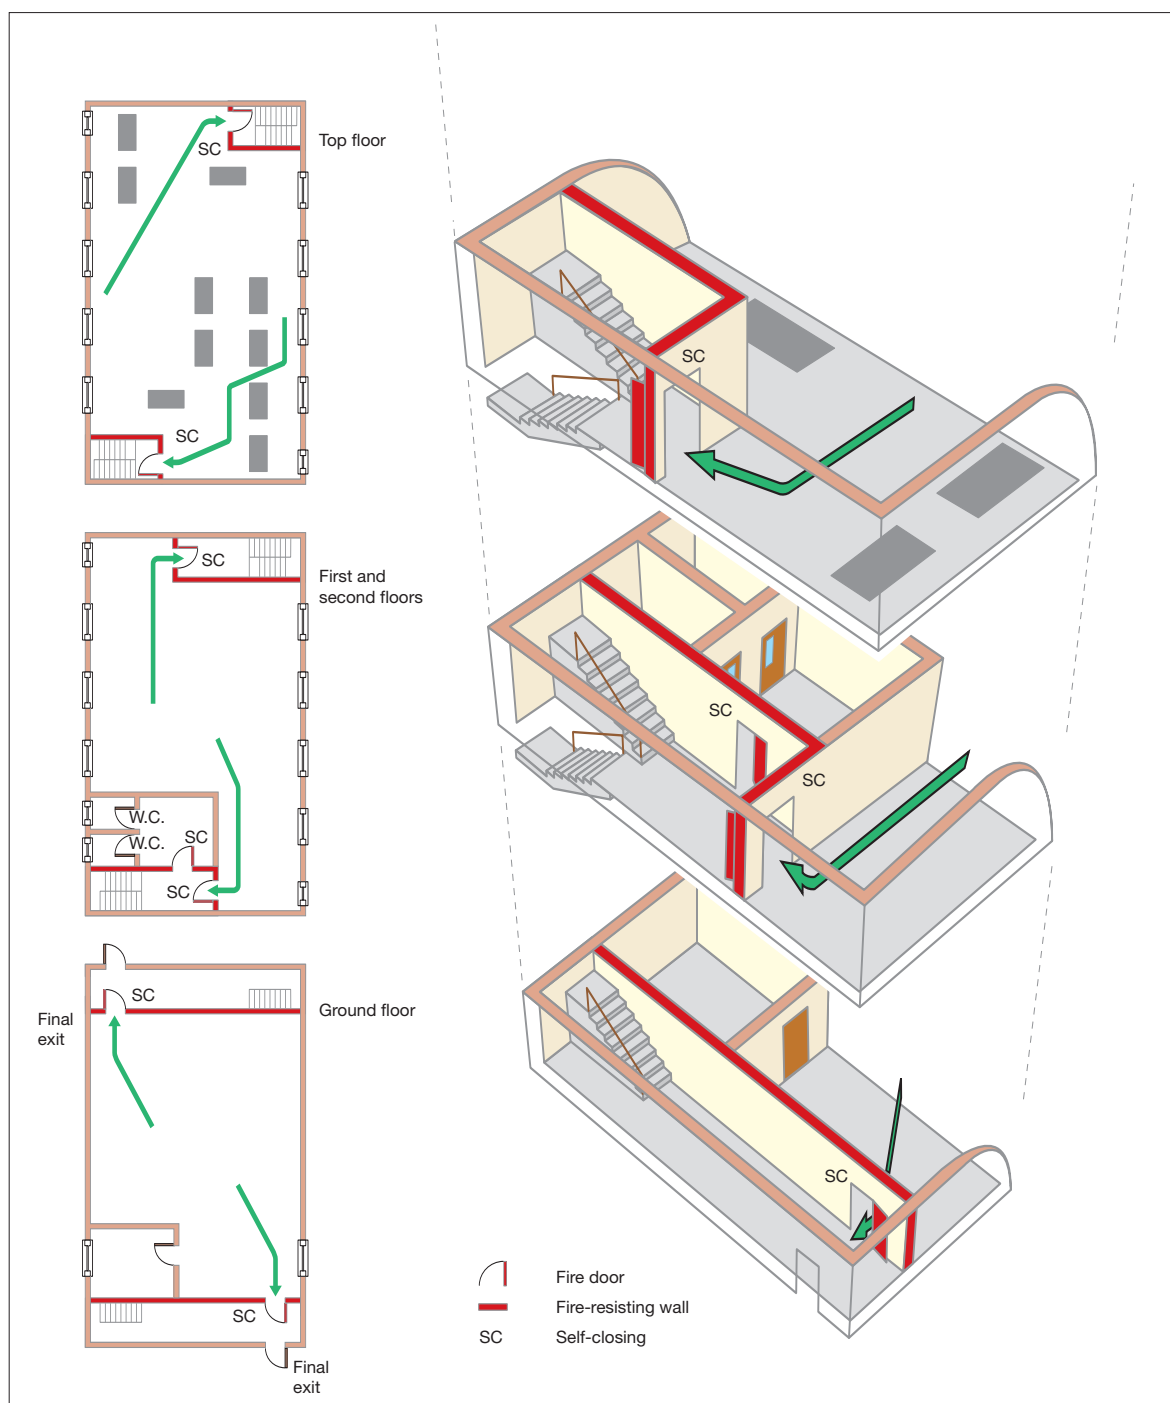 SC
Top floor
SC
SC
First and
second floors
W.C.
W.C.
SC
SC
SC
Final
exit
Ground floor
SC
Final
exit
SC
SC
SC
SC
Fire door
Fire-resisting wall
SC
Self-closing